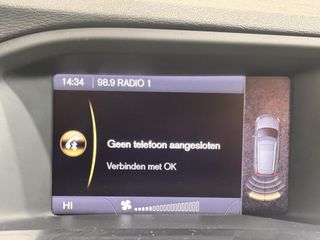 14:34 98.9 RADIO 1
Geen telefoon aangesloten
Verbinden met OK
HI